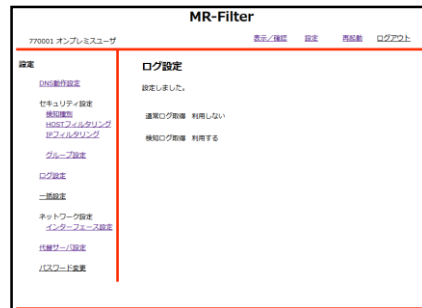 MR-Filter
770001 オンプレミスユーザ
表示／確認 設定 再起動 ログアウト
設定
DNS動作設定
セキュリティ設定
検知種別
HOSTフィルタリング
IPフィルタリング
グループ設定
ログ設定
一括設定
ネットワーク設定
インターフェース設定
代替サーバ設定
パスワード変更
ログ設定
設定しました。
通常ログ取得 利用しない
検知ログ取得 利用する